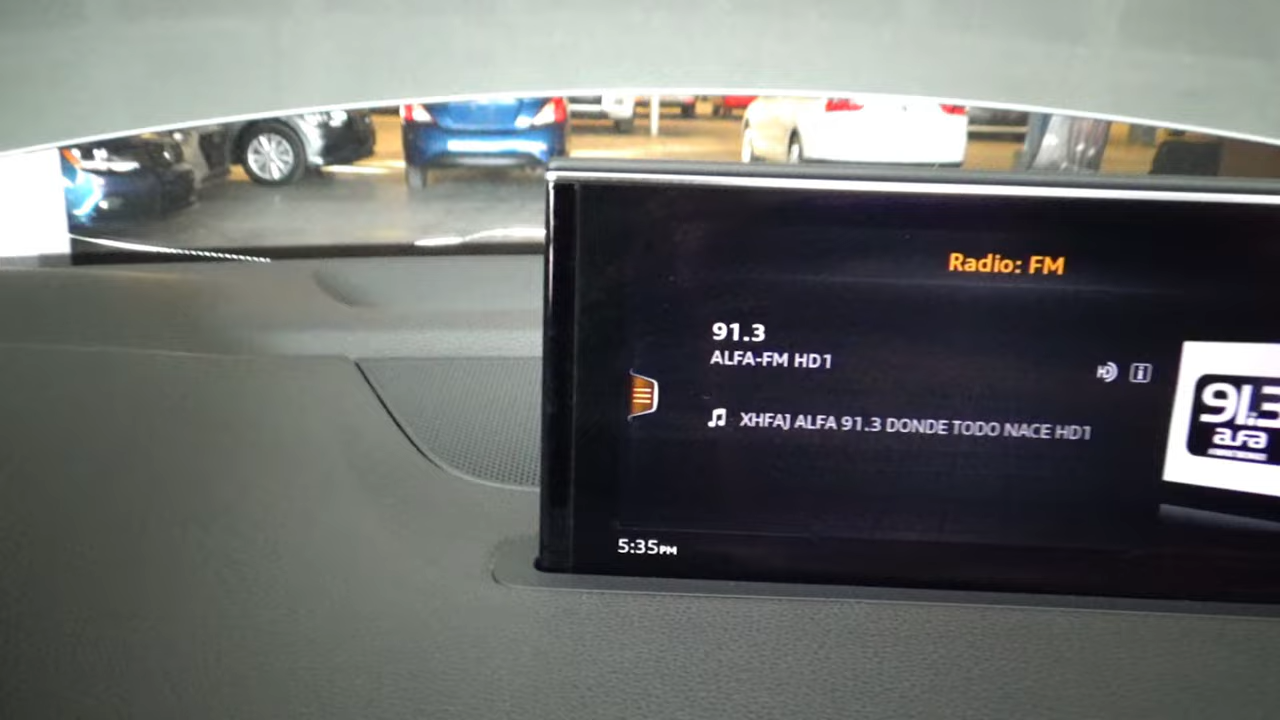 Radio: FM
91.3
ALFA-FM HD1
HD
i
XHFAJ ALFA 91.3 DONDE TODO NACE HD1
91.3
alfa
5:35PM